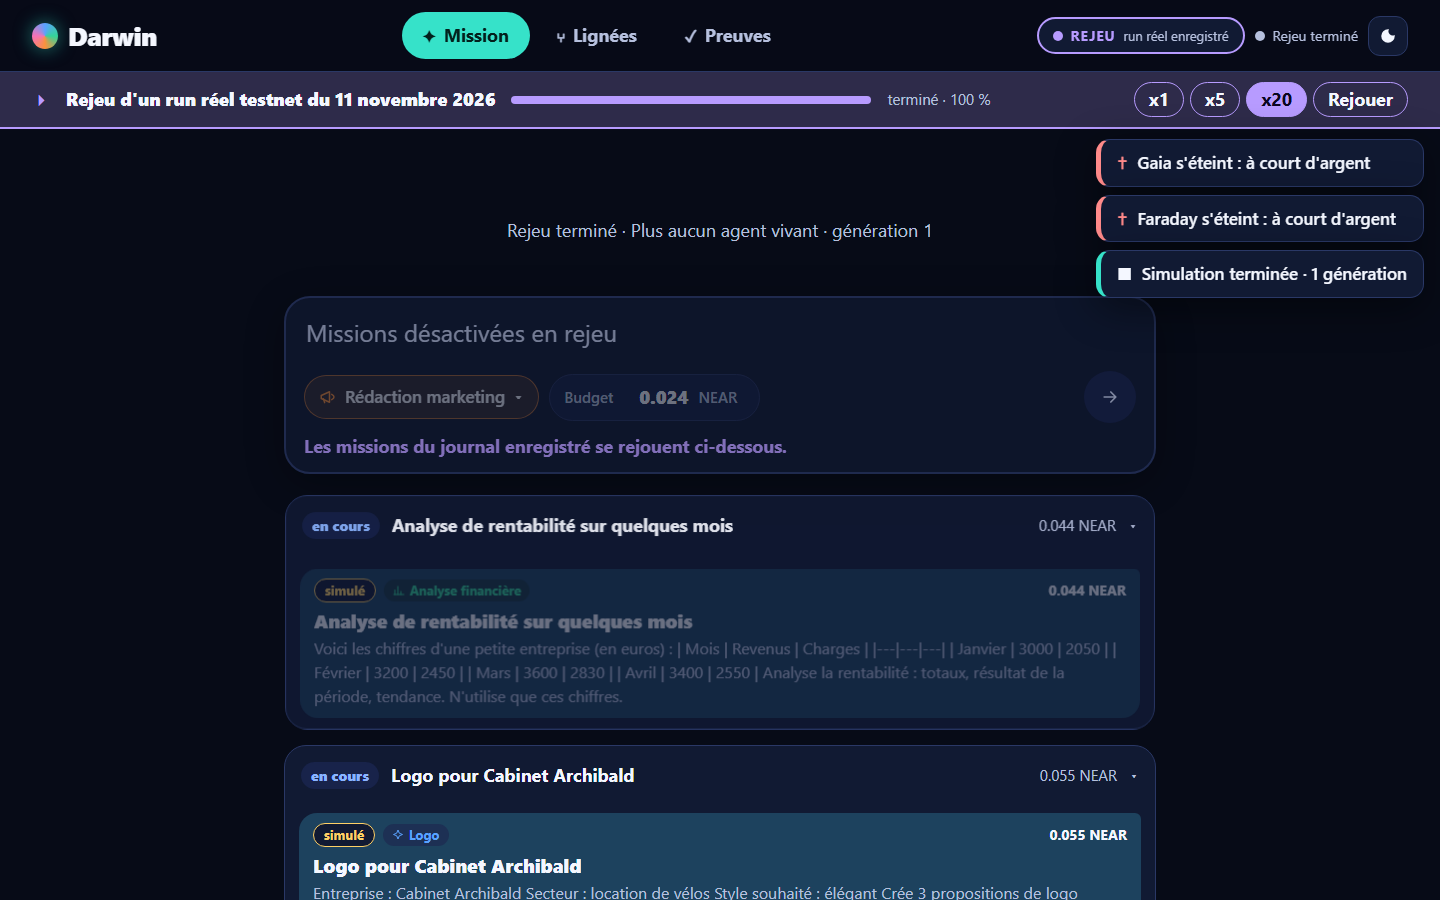 Darwin
Mission
Lignées
Preuves
REJEU run réel enregistré
Rejeu terminé
Rejeu d'un run réel testnet du 11 novembre 2026
terminé · 100 %
x1
x5
x20
Rejouer
† Gaia s'éteint : à court d'argent
† Faraday s'éteint : à court d'argent
Simulation terminée · 1 génération
Rejeu terminé · Plus aucun agent vivant · génération 1
Missions désactivées en rejeu
Rédaction marketing
Budget 0.024 NEAR
Les missions du journal enregistré se rejouent ci-dessous.
en cours Analyse de rentabilité sur quelques mois 0.044 NEAR
simulé Analyse financière 0.044 NEAR
Analyse de rentabilité sur quelques mois
Voici les chiffres d'une petite entreprise (en euros) : | Mois | Revenus | Charges | |---|---|---| | Janvier | 3000 | 2050 | |
Février | 3200 | 2450 | | Mars | 3600 | 2830 | | Avril | 3400 | 2550 | Analyse la rentabilité : totaux, résultat de la
période, tendance. N'utilise que ces chiffres.
en cours Logo pour Cabinet Archibald 0.055 NEAR
simulé Logo 0.055 NEAR
Logo pour Cabinet Archibald
Entreprise : Cabinet Archibald Secteur : location de vélos Style souhaité : élégant Crée 3 propositions de logo